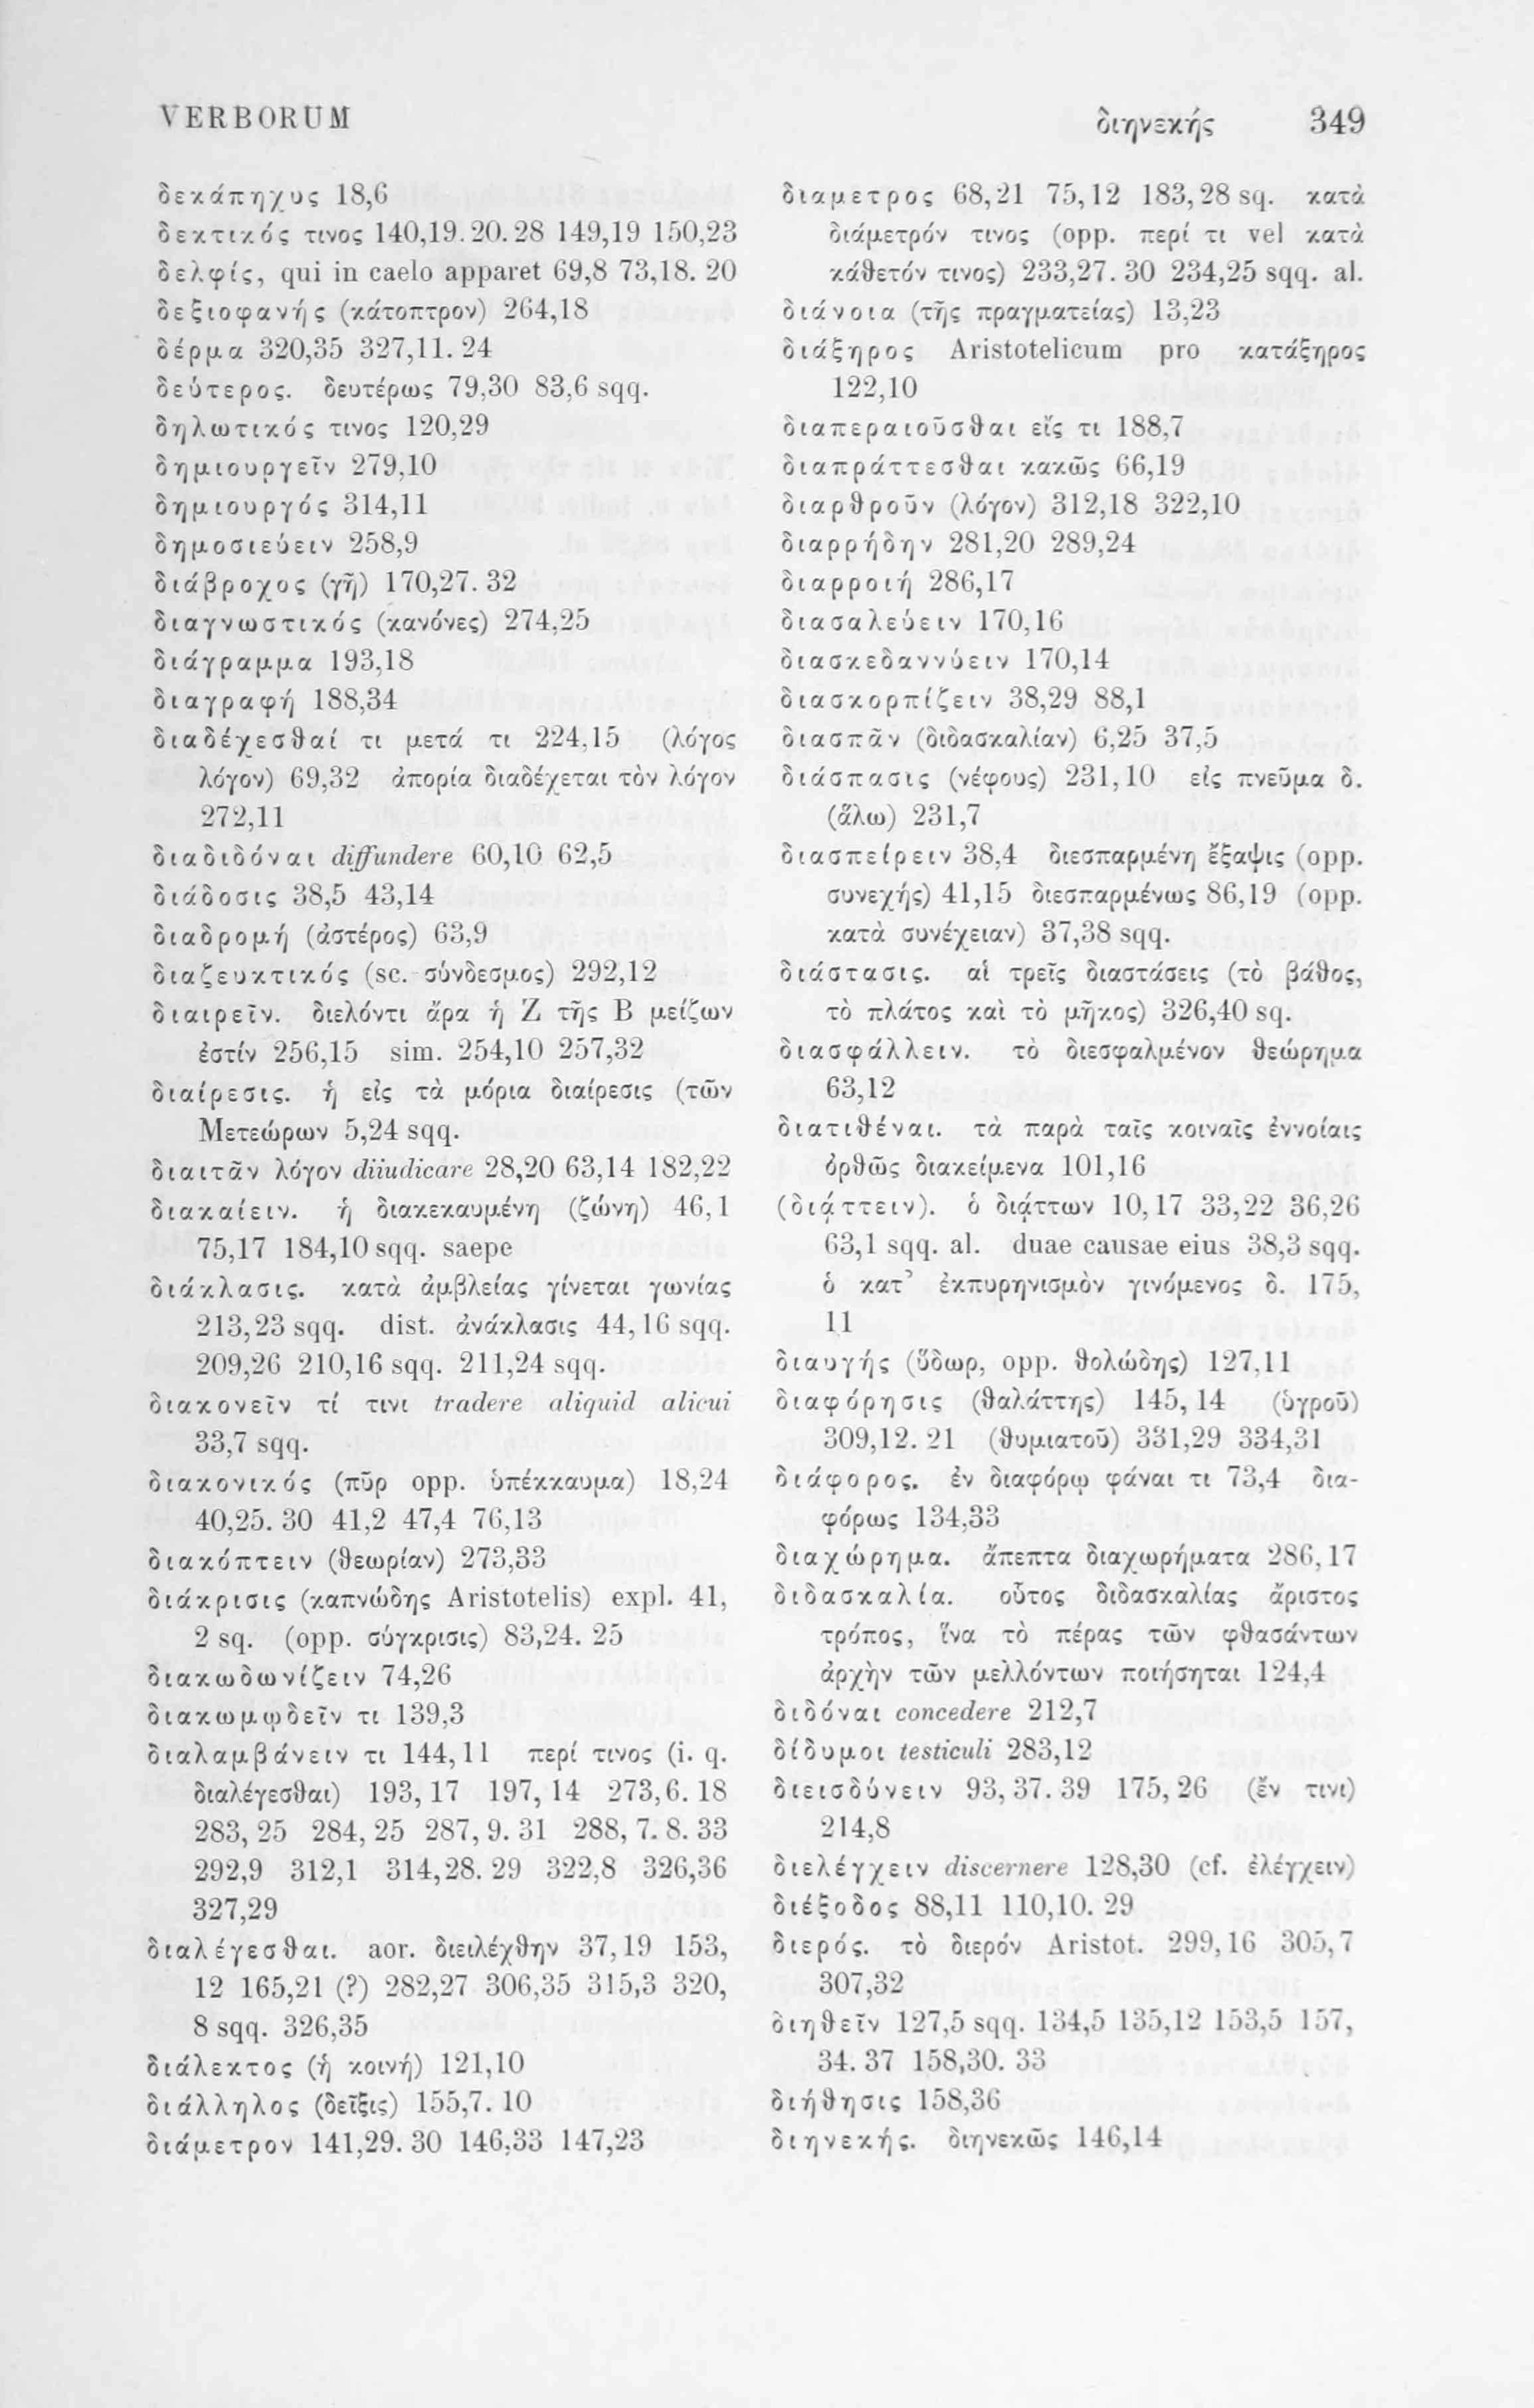 VERBORUM διηνεκής 349
δεκάπηχυς 18,6
δεκτικός τινος 140,19. 20. 28 149,19 150,23
δελφίς, qui in caelo apparet 69,8 73,18. 20
δεξιοφανής (κάτοπτρον) 264,18
δέρμα 320,35 327,11. 24
δεύτερος. δευτέρως 79,30 83,6 sqq.
δηλωτικός τινος 120,29
δημιουργεῖν 279,10
δημιουργός 314,11
δημοσιεύειν 258,9
διάβροχος (γῆ) 170,27. 32
διαγνωστικός (κανόνες) 274,25
διάγραμμα 193,18
διαγραφή 188,34
διαδέχεσθαί τι μετά τι 224,15 (λόγος
λόγον) 69,32 ἀπορία διαδέχεται τὸν λόγον
272,11
διαδιδόναι diffundere 60,10 62,5
διάδοσις 38,5 43,14
διαδρομή (ἀστέρος) 63,9
διαζευκτικός (sc. σύνδεσμος) 292,12
διαιρεῖν. διελόντι ἄρα ἡ Ζ τῆς Β μείζων
ἐστίν 256,15 sim. 254,10 257,32
διαίρεσις. ἡ εἰς τὰ μόρια διαίρεσις (τῶν
Μετεώρων 5,24 sqq.
διαιτᾶν λόγον diiudicare 28,20 63,14 182,22
διακαίειν. ἡ διακεκαυμένη (ζώνη) 46,1
75,17 184,10 sqq. saepe
διάκλασις. κατὰ ἀμβλείας γίνεται γωνίας
213,23 sqq. dist. ἀνάκλασις 44,16 sqq.
209,26 210,16 sqq. 211,24 sqq.
διακονεῖν τί τινι tradere aliquid alicui
33,7 sqq.
διακονικός (πῦρ opp. ὑπέκκαυμα) 18,24
40,25. 30 41,2 47,4 76,13
διακόπτειν (θεωρίαν) 273,33
διάκρισις (καπνώδης Aristotelis) expl. 41,
2 sq. (opp. σύγκρισις) 83,24. 25
διακωδωνίζειν 74,26
διακωμῳδεῖν τι 139,3
διαλαμβάνειν τι 144,11 περί τινος (i. q.
διαλέγεσθαι) 193,17 197,14 273,6. 18
283,25 284,25 287,9. 31 288,7. 8. 33
292,9 312,1 314,28. 29 322,8 326,36
327,29
διαλέγεσθαι. aor. διειλέχθην 37,19 153,
12 165,21 (?) 282,27 306,35 315,3 320,
8 sqq. 326,35
διάλεκτος (ἡ κοινή) 121,10
διάλληλος (δεῖξις) 155,7. 10
διάμετρον 141,29. 30 146,33 147,23
διαμετρος 68,21 75,12 183,28 sq. κατὰ
διάμετρόν τινος (opp. περί τι vel κατὰ
κάθετόν τινος) 233,27. 30 234,25 sqq. al.
διάνοια (τῆς πραγματείας) 13,23
διάξηρος Aristotelicum pro κατάξηρος
122,10
διαπεραιοῦσθαι εἴς τι 188,7
διαπράττεσθαι κακῶς 66,19
διαρθροῦν (λόγον) 312,18 322,10
διαρρήδην 281,20 289,24
διαρροιή 286,17
διασαλεύειν 170,16
διασκεδαννύειν 170,14
διασκορπίζειν 38,29 88,1
διασπᾶν (διδασκαλίαν) 6,25 37,5
διάσπασις (νέφους) 231,10 εἰς πνεῦμα δ.
(ἅλω) 231,7
διασπείρειν 38,4 διεσπαρμένη ἔξαψις (opp.
συνεχής) 41,15 διεσπαρμένως 86,19 (opp.
κατὰ συνέχειαν) 37,38 sqq.
διάστασις. αἱ τρεῖς διαστάσεις (τὸ βάθος,
τὸ πλάτος καὶ τὸ μῆκος) 326,40 sq.
διασφάλλειν. τὸ διεσφαλμένον θεώρημα
63,12
διατιθέναι. τὰ παρὰ ταῖς κοιναῖς ἐννοίαις
ὀρθῶς διακείμενα 101,16
(διᾴττειν). ὁ διᾴττων 10,17 33,22 36,26
63,1 sqq. al. duae causae eius 38,3 sqq.
ὁ κατ' ἐκπυρηνισμὸν γινόμενος δ. 175,
11
διαυγής (ὕδωρ, opp. θολώδης) 127,11
διαφόρησις (θαλάττης) 145,14 (ὑγροῦ)
309,12. 21 (θυμιατοῦ) 331,29 334,31
διάφορος. ἐν διαφόρῳ φάναι τι 73,4 δια-
φόρως 134,33
διαχώρημα. ἄπεπτα διαχωρήματα 286,17
διδασκαλία. οὗτος διδασκαλίας ἄριστος
τρόπος, ἵνα τὸ πέρας τῶν φθασάντων
ἀρχὴν τῶν μελλόντων ποιήσηται 124,4
διδόναι concedere 212,7
δίδυμοι testiculi 283,12
διεισδύνειν 93,37. 39 175,26 (ἔν τινι)
214,8
διελέγχειν discernere 128,30 (cf. ἐλέγχειν)
διέξοδος 88,11 110,10. 29
διερός. τὸ διερόν Aristot. 299,16 305,7
307,32
διηθεῖν 127,5 sqq. 134,5 135,12 153,5 157,
34. 37 158,30. 33
διήθησις 158,36
διηνεκής. διηνεκῶς 146,14